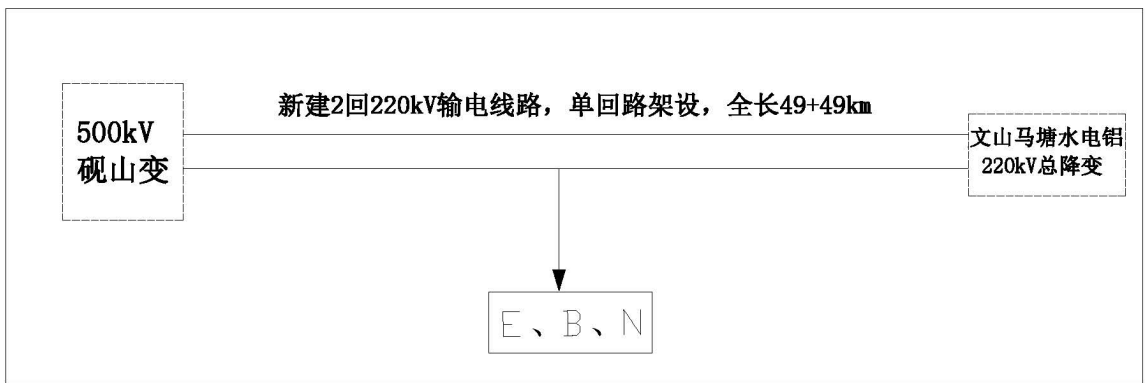 新建2回220kV输电线路，单回路架设，全长49+49km
500kV
砚山变
文山马塘水电铝
220kV总降变
E、B、N